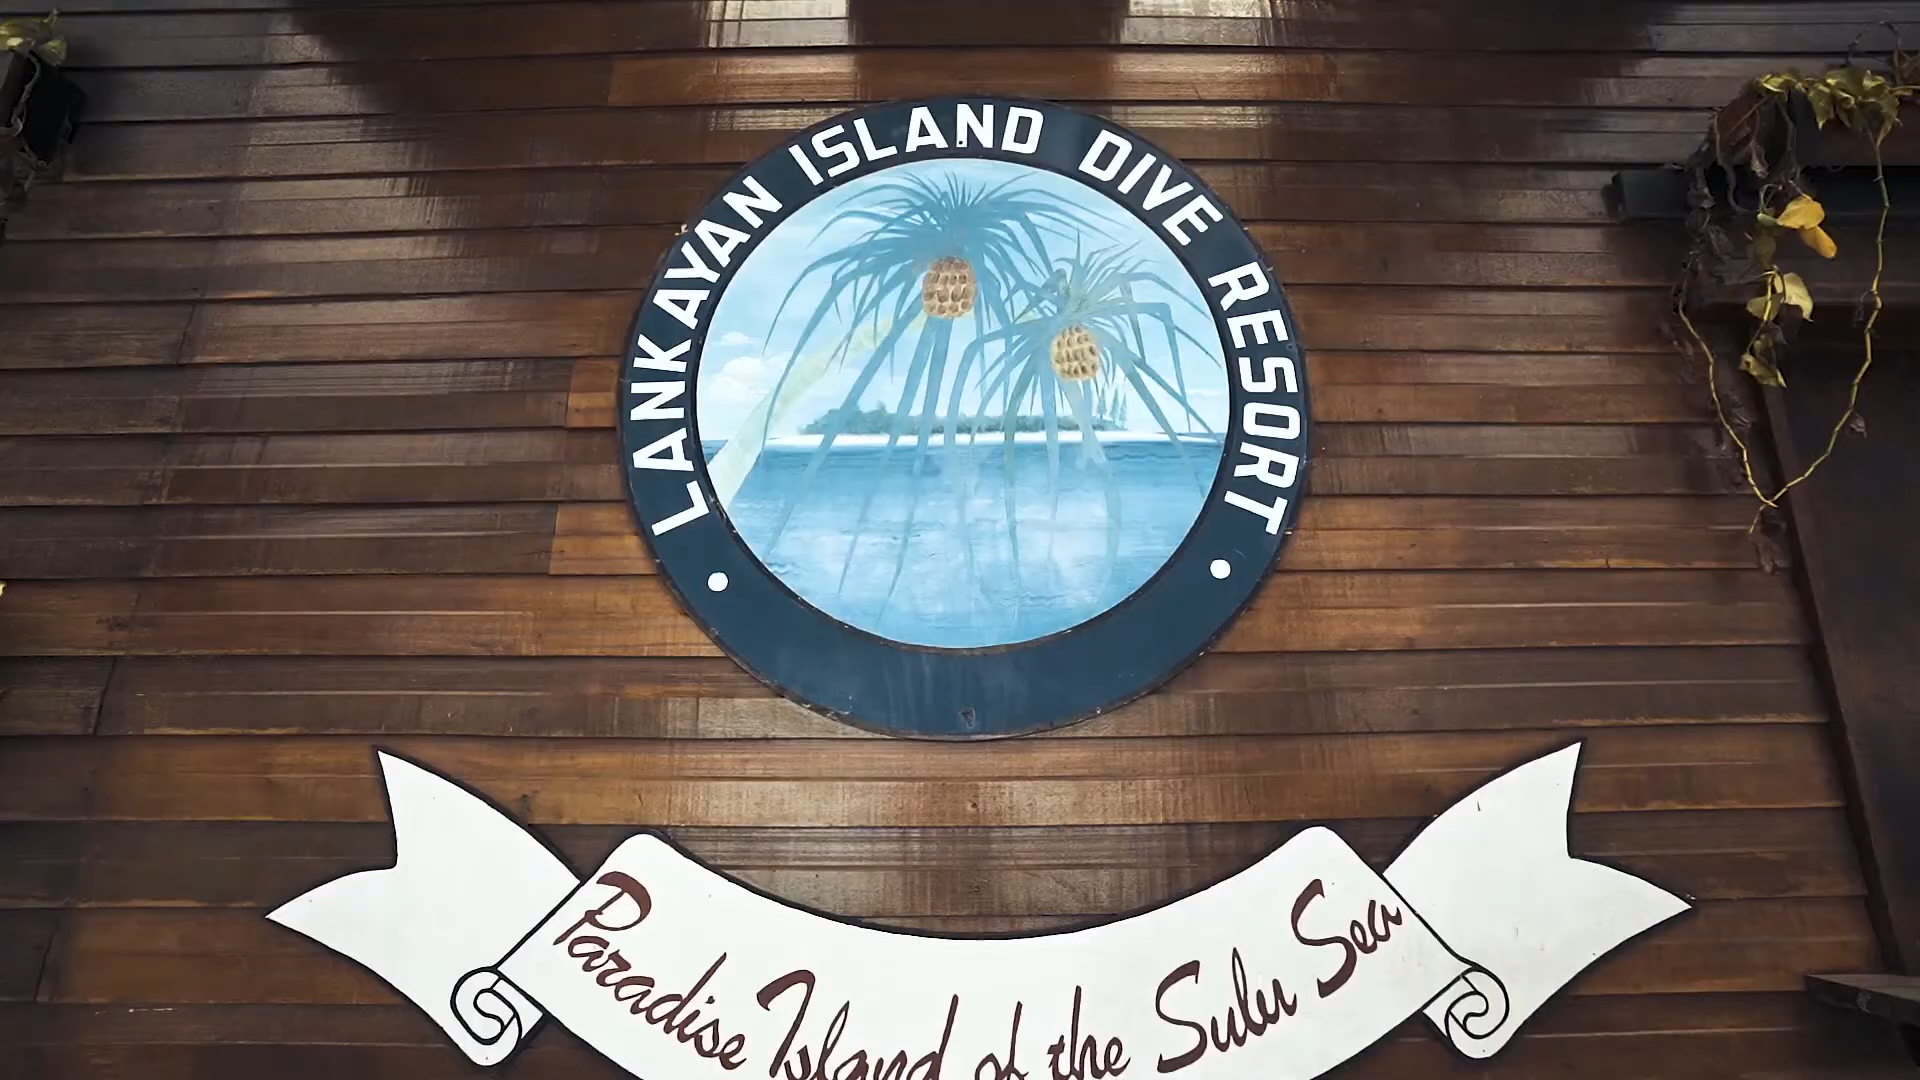 LANKAYAN ISLAND DIVE RESORT
Paradise Island of the Sulu Sea